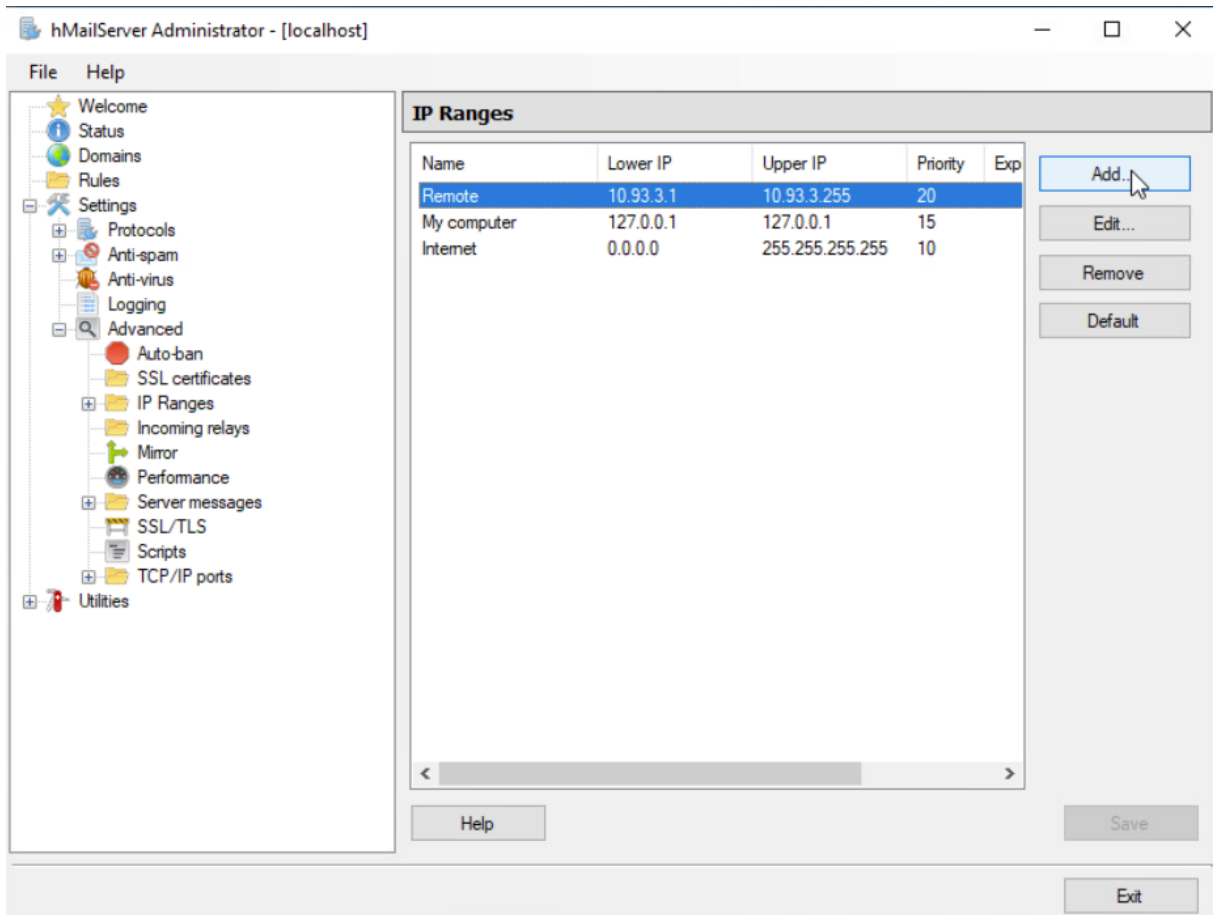 hMailServer Administrator - [localhost]
File Help
Welcome
Status
Domains
Rules
Settings
Protocols
Anti-spam
Anti-virus
Logging
Advanced
Auto-ban
SSL certificates
IP Ranges
Incoming relays
Mirror
Performance
Server messages
SSL/TLS
Scripts
TCP/IP ports
Utilities
IP Ranges
Name Lower IP Upper IP Priority Exp
Remote 10.93.3.1 10.93.3.255 20
My computer 127.0.0.1 127.0.0.1 15
Internet 0.0.0.0 255.255.255.255 10
Add...
Edit...
Remove
Default
Help
Save
Exit